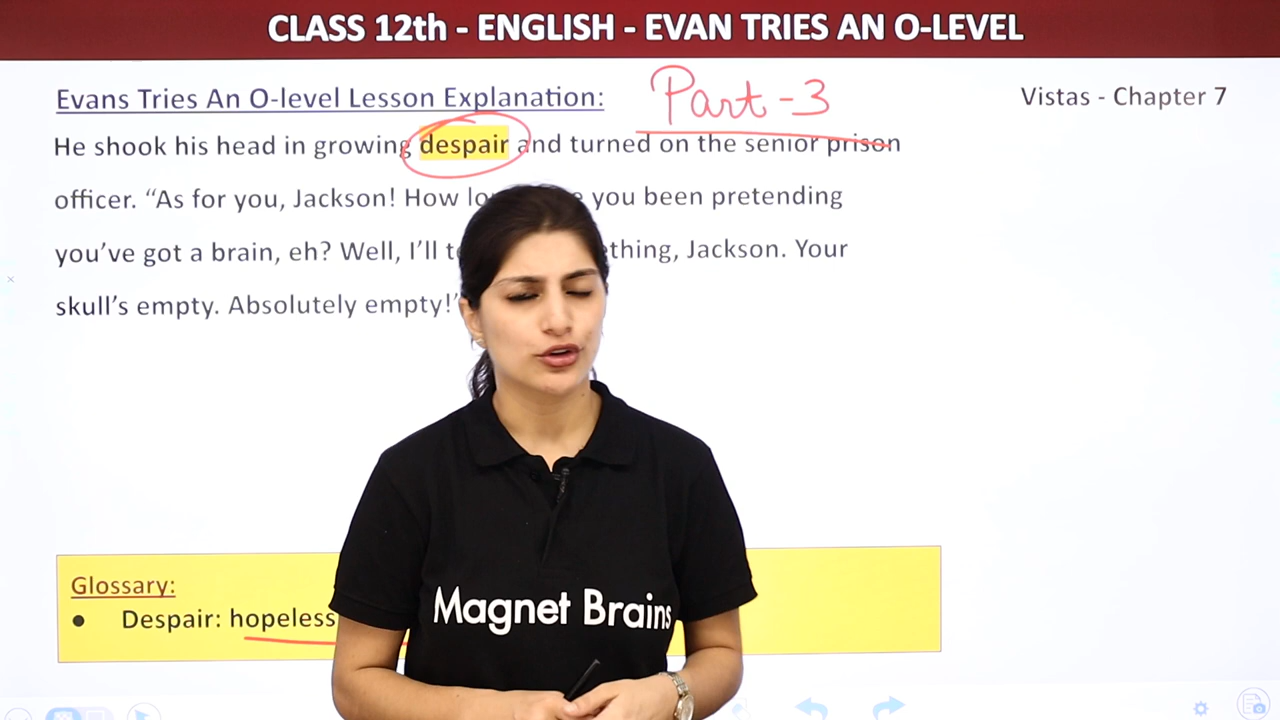 CLASS 12th - ENGLISH - EVAN TRIES AN O-LEVEL
Evans Tries An O-level Lesson Explanation:
Part-3
Vistas - Chapter 7
He shook his head in growing despair and turned on the senior prison
officer. “As for you, Jackson! How you been pretending
you’ve got a brain, eh? Well, I’ll Jackson. Your
skull’s empty. Absolutely empty!”
Glossary:
● Despair: hopeless
Magnet Brains